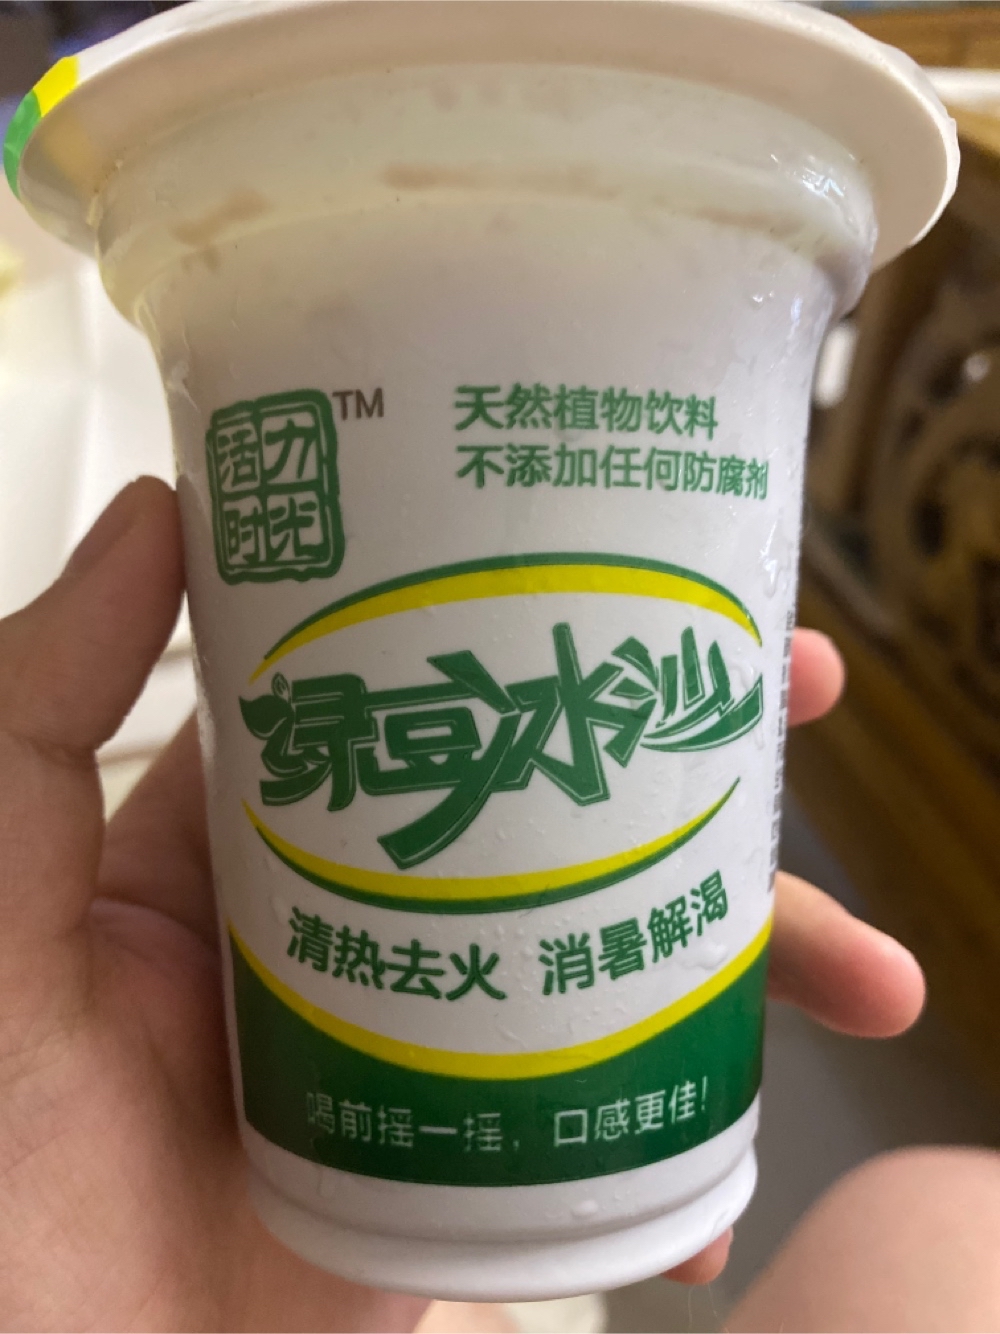 活力
时光
TM
天然植物饮料
不添加任何防腐剂
绿豆冰沙
清热去火 消暑解渴
喝前摇一摇，口感更佳！